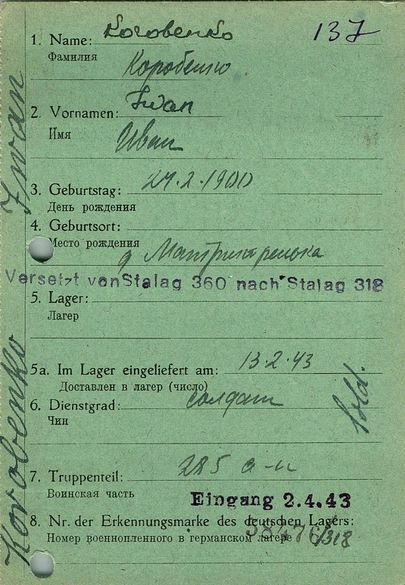 137
1. Name: Korobenko
Фамилия Коробенко
2. Vornamen: Iwan
Имя Иван
3. Geburtstag: 27.2.1900
День рождения
4. Geburtsort:
Место рождения д
Versetzt von Stalag 360 nach Stalag 318
5. Lager:
Лагерь
5a. Im Lager eingeliefert am: 13.2.43
Доставлен в лагерь (число)
6. Dienstgrad: солдат
Чин
Sold.
7. Truppenteil: 285
Воинская часть
Eingang 2.4.43
8. Nr. der Erkennungsmarke des deutschen Lagers:
Номер военнопленного в германском лагере /318
Korobenko Iwan